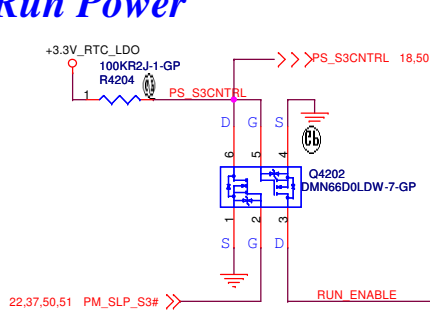 Run Power
+3.3V_RTC_LDO
100KR2J-1-GP
R4204
1
PS_S3CNTRL
PS_S3CNTRL 18,50
D G S
6 5 4
Q4202
DMN66D0LDW-7-GP
1 2 3
S G D
22,37,50,51 PM_SLP_S3#
RUN_ENABLE